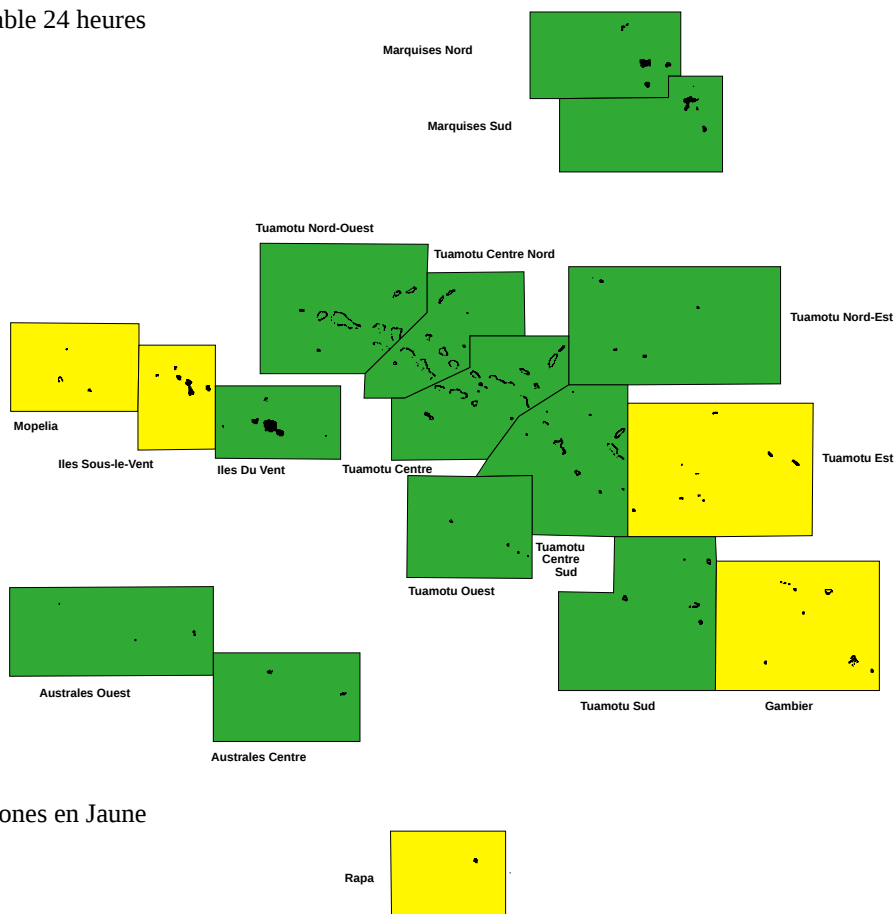 able 24 heures
Marquises Nord
Marquises Sud
Tuamotu Nord-Ouest
Tuamotu Centre Nord
Tuamotu Nord-Est
Mopelia
Iles Sous-le-Vent
Iles Du Vent
Tuamotu Centre
Tuamotu Est
Tuamotu
Centre
Sud
Tuamotu Ouest
Australes Ouest
Tuamotu Sud
Gambier
Australes Centre
ones en Jaune
Rapa